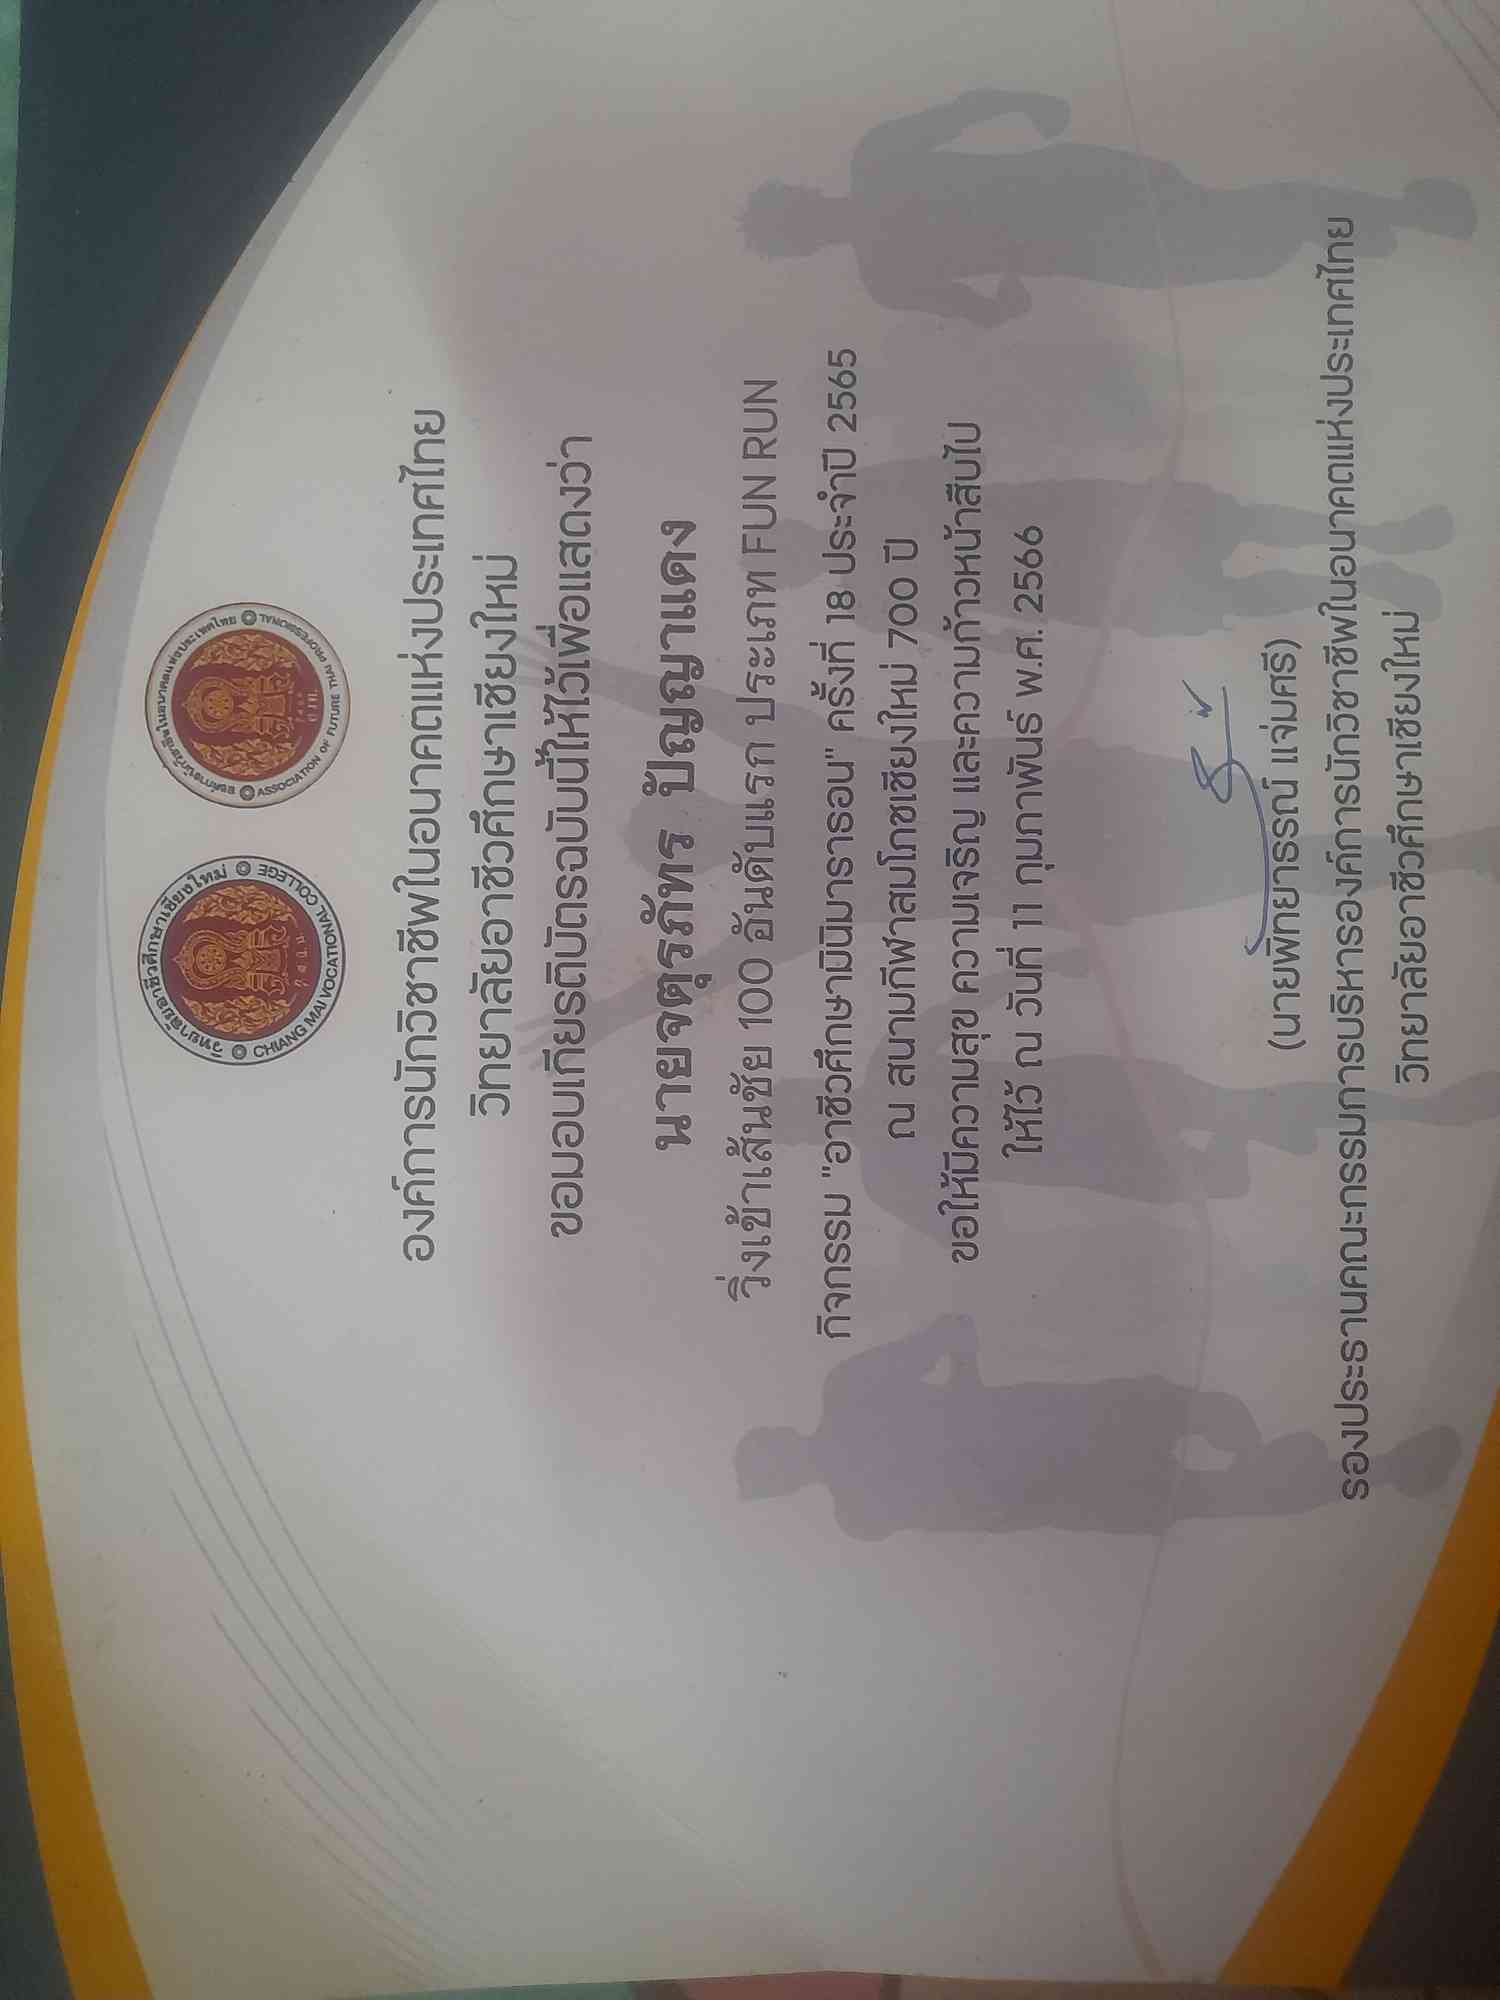 วิทยาลัยอาชีวศึกษาเชียงใหม่
CHIANG MAI VOCATIONAL COLLEGE
องค์การนักวิชาชีพในอนาคตแห่งประเทศไทย
ASSOCIATION OF FUTURE THAI PROFESSIONAL
องค์การนักวิชาชีพในอนาคตแห่งประเทศไทย
วิทยาลัยอาชีวศึกษาเชียงใหม่
ขอมอบเกียรติบัตรฉบับนี้ให้ไว้เพื่อแสดงว่า
นายจตุรภัทร ปัญญาแดง
วิ่งเข้าเส้นชัย 100 อันดับแรก ประเภท FUN RUN
กิจกรรม "อาชีวศึกษามินิมาราธอน" ครั้งที่ 18 ประจำปี 2565
ณ สนามกีฬาสมโภชเชียงใหม่ 700 ปี
ขอให้มีความสุข ความเจริญ และความก้าวหน้าสืบไป
ให้ไว้ ณ วันที่ 11 กุมภาพันธ์ พ.ศ. 2566
(นายพิทยาธรณ์ แจ่มศรี)
รองประธานคณะกรรมการบริหารองค์การนักวิชาชีพในอนาคตแห่งประเทศไทย
วิทยาลัยอาชีวศึกษาเชียงใหม่